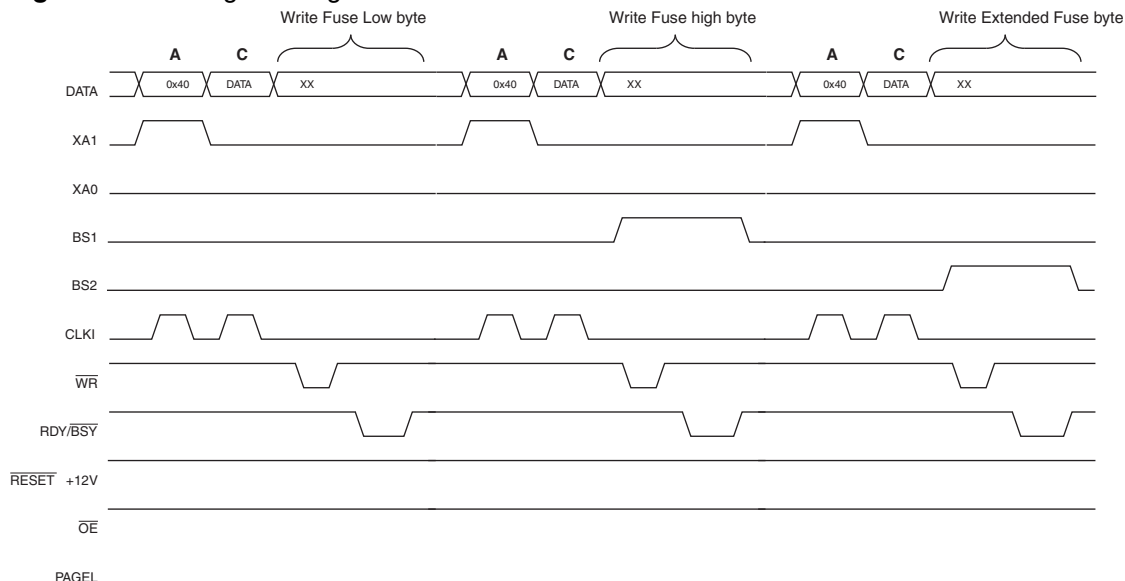 Write Fuse Low byte Write Fuse high byte Write Extended Fuse byte
A C A C A C
DATA 0x40 DATA XX 0x40 DATA XX 0x40 DATA XX
XA1
XA0
BS1
BS2
CLKI
WR
RDY/BSY
RESET +12V
OE
PAGEL